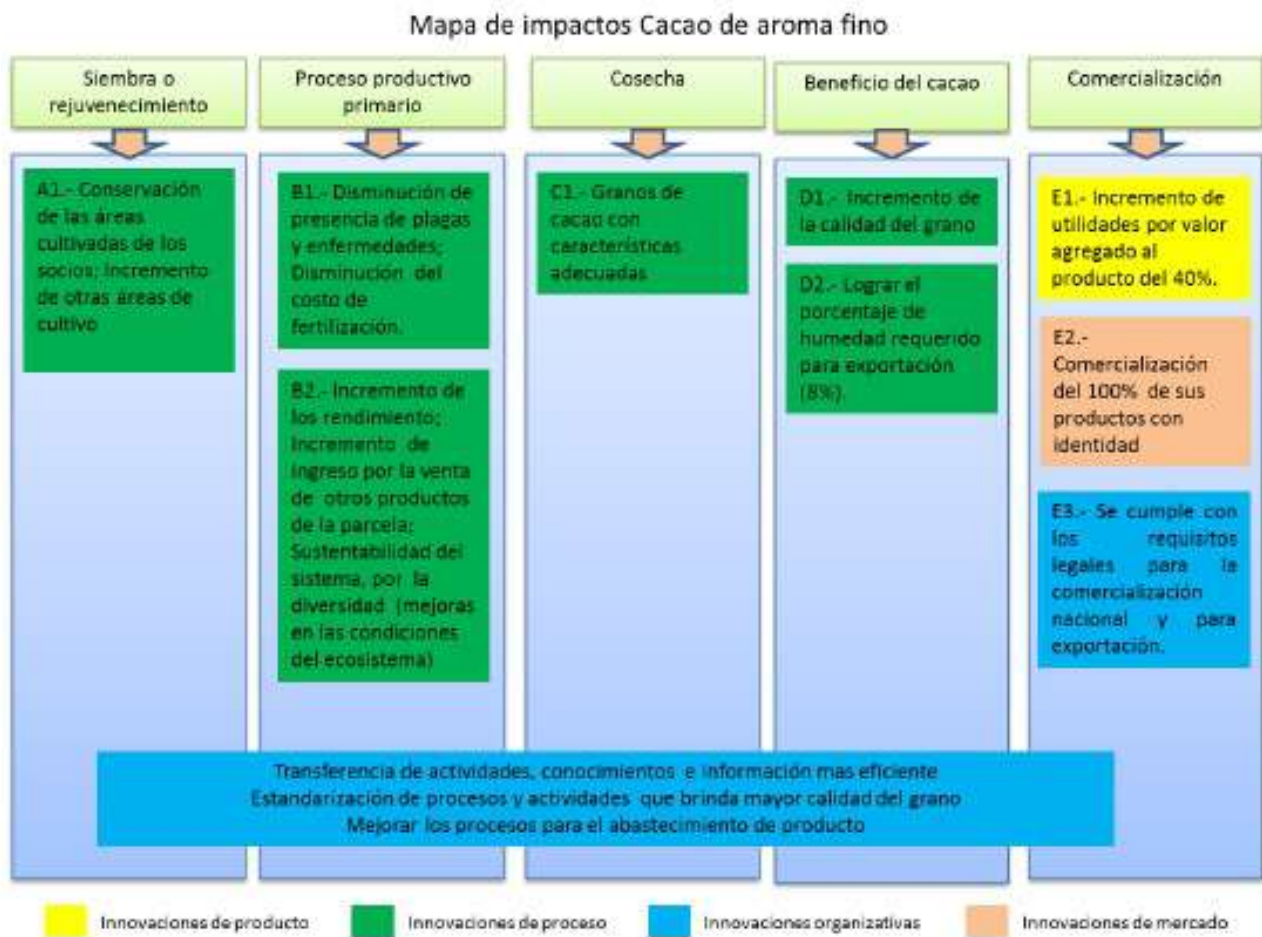 Mapa de impactos Cacao de aroma fino
Siembra o
rejuvenecimiento
Proceso productivo
primario
Cosecha
Beneficio del cacao
Comercialización
A1.- Conservación
de las áreas
cultivadas de los
socios; Incremento
de otras áreas de
cultivo
B1.- Disminución de
presencia de plagas
y enfermedades;
Disminución del
costo de
fertilización.
B2.- Incremento de
los rendimiento;
Incremento de
ingreso por la venta
de otros productos
de la parcela;
Sustentabilidad del
sistema, por la
diversidad (mejoras
en las condiciones
del ecosistema)
C1.- Granos de
cacao con
características
adecuadas
D1.- Incremento de
la calidad del grano
D2.- Lograr el
porcentaje de
humedad requerido
para exportación
(8%).
E1.- Incremento de
utilidades por valor
agregado al
producto del 40%.
E2.-
Comercialización
del 100% de sus
productos con
identidad
E3.- Se cumple con
los requisitos
legales para la
comercialización
nacional y para
exportación.
Transferencia de actividades, conocimientos e información mas eficiente
Estandarización de procesos y actividades que brinda mayor calidad del grano
Mejorar los procesos para el abastecimiento de producto
Innovaciones de producto
Innovaciones de proceso
Innovaciones organizativas
Innovaciones de mercado